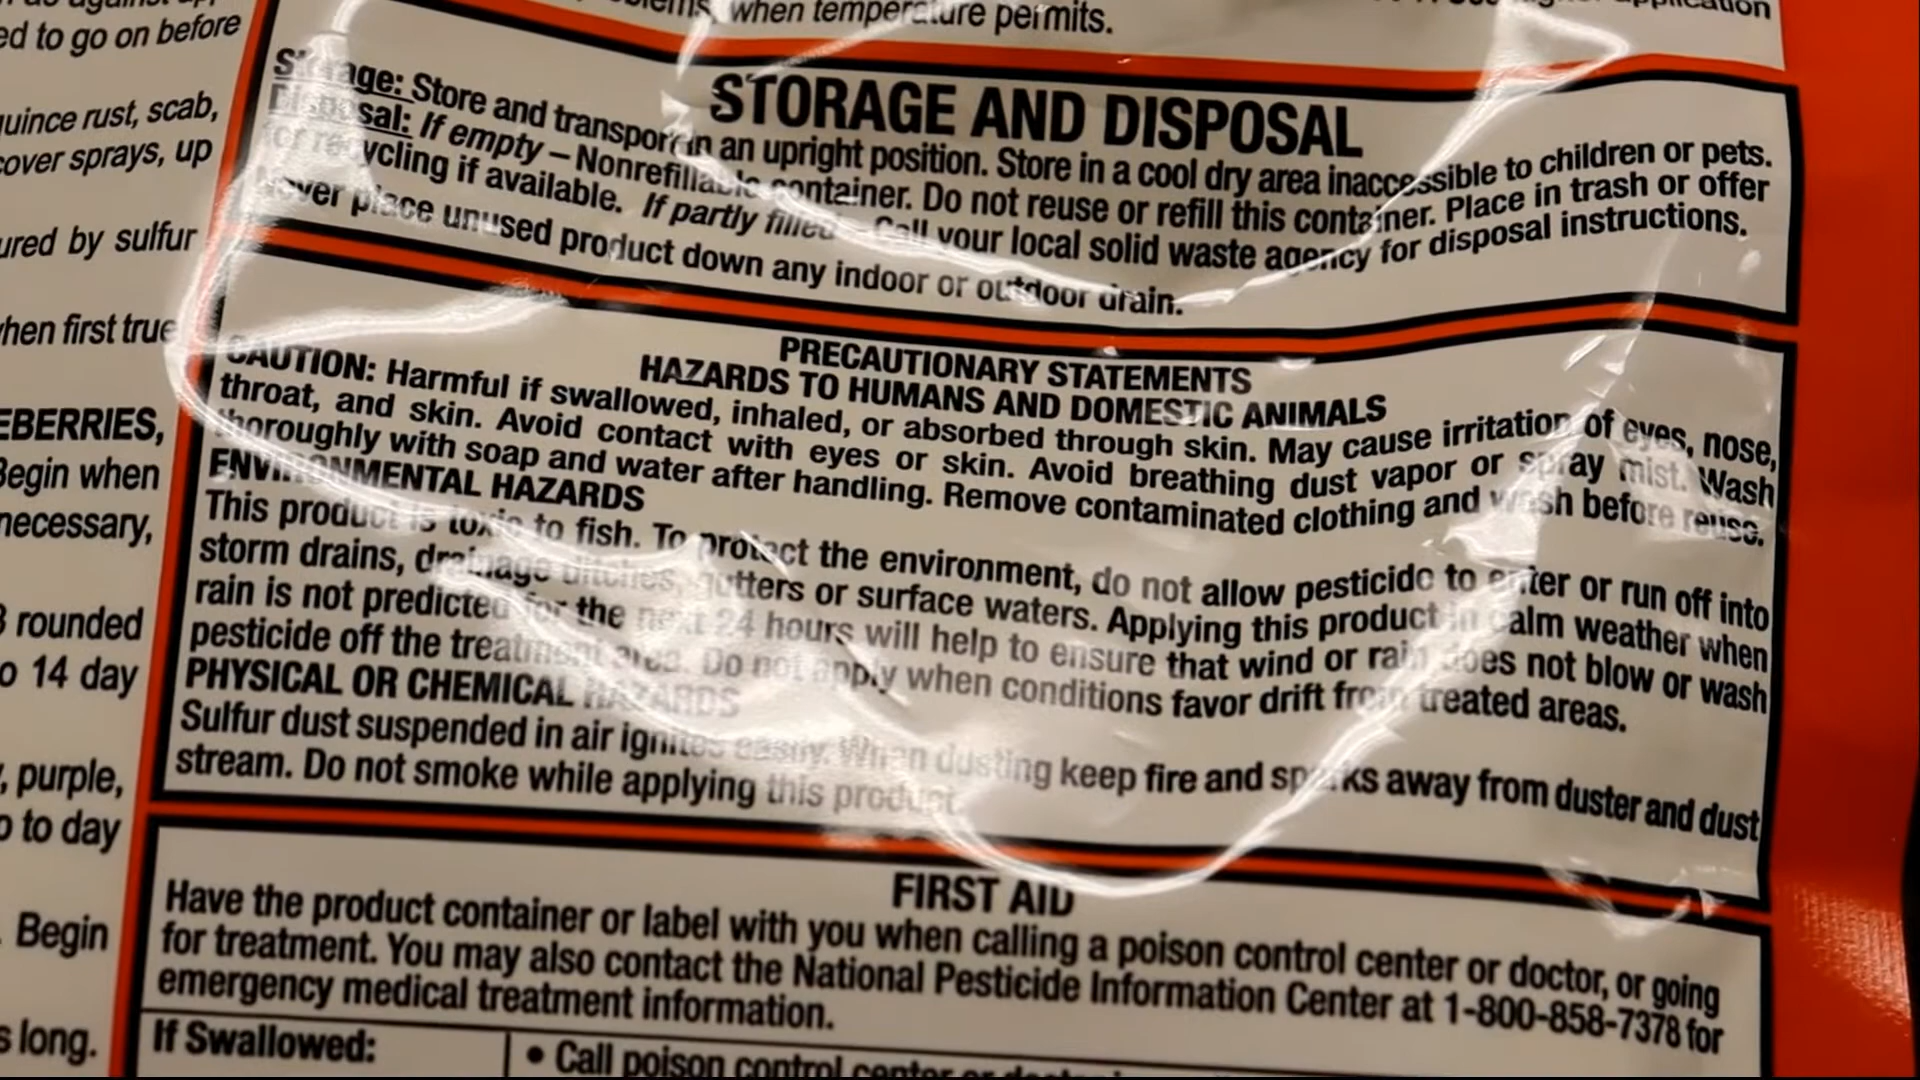 ed to go on before
quince rust, scab,
cover sprays, up
ured by sulfur
when first true
EBERRIES,
Begin when
necessary,
rounded
o 14 day
, purple,
o to day
. Begin
s long.
when temperature permits.
application
STORAGE AND DISPOSAL
Storage: Store and transport in an upright position. Store in a cool dry area inaccessible to children or pets.
Disposal: If empty – Nonrefillable container. Do not reuse or refill this container. Place in trash or offer
for recycling if available. If partly filled – Call your local solid waste agency for disposal instructions.
Never place unused product down any indoor or outdoor drain.
PRECAUTIONARY STATEMENTS
HAZARDS TO HUMANS AND DOMESTIC ANIMALS
CAUTION: Harmful if swallowed, inhaled, or absorbed through skin. May cause irritation of eyes, nose,
throat, and skin. Avoid contact with eyes or skin. Avoid breathing dust vapor or spray mist. Wash
thoroughly with soap and water after handling. Remove contaminated clothing and wash before reuse.
ENVIRONMENTAL HAZARDS
This product is toxic to fish. To protect the environment, do not allow pesticide to enter or run off into
storm drains, drainage ditches, gutters or surface waters. Applying this product in calm weather when
rain is not predicted for the next 24 hours will help to ensure that wind or rain does not blow or wash
pesticide off the treatment area. Do not apply when conditions favor drift from treated areas.
PHYSICAL OR CHEMICAL HAZARDS
Sulfur dust suspended in air ignites easily. When dusting keep fire and sparks away from duster and dust
stream. Do not smoke while applying this product.
FIRST AID
Have the product container or label with you when calling a poison control center or doctor, or going
for treatment. You may also contact the National Pesticide Information Center at 1-800-858-7378 for
emergency medical treatment information.
If Swallowed:
• Call poison control center or